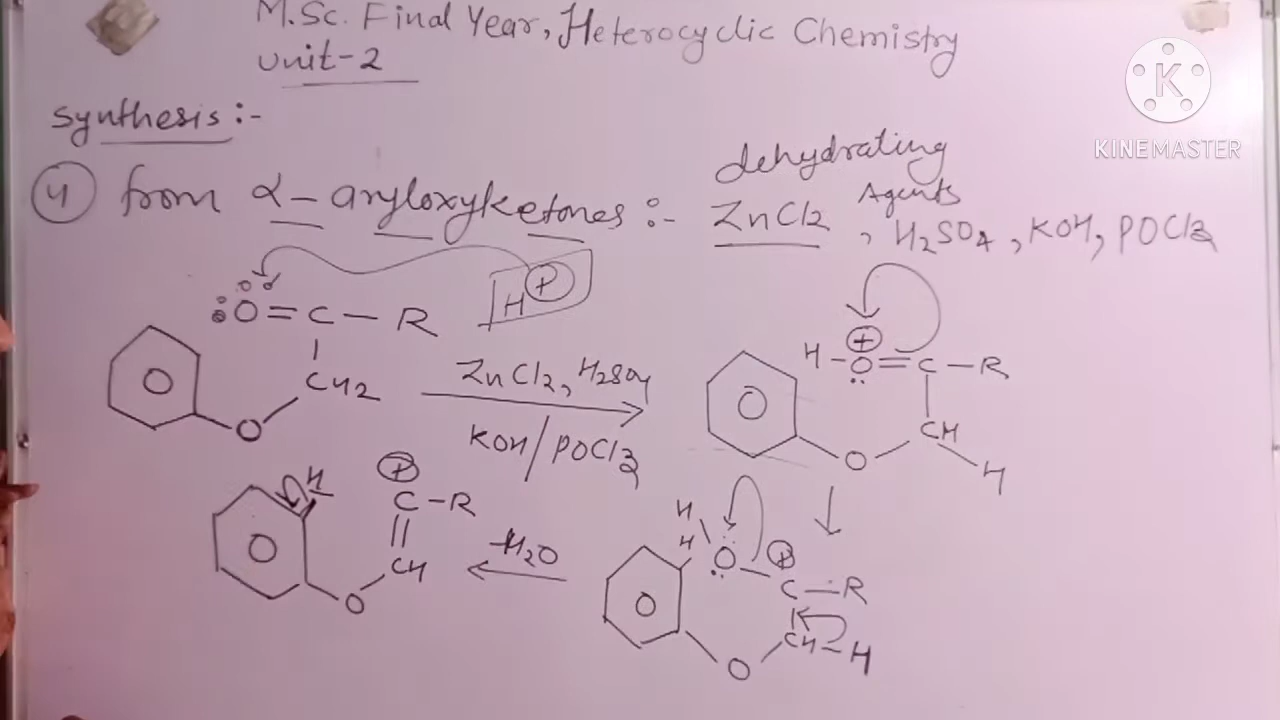 M.Sc. Final Year, Heterocyclic Chemistry
Unit-2
K
KINEMASTER
Synthesis :-
dehydrating
Agents
4 from α-aryloxyketones :- ZnCl2, H2SO4, KOH, POCl3
H+
O = C - R
CH2
O
ZnCl2, H2SO4
KOH/POCl3
H - O = C - R
+
CH
H
O
H
+
C - R
CH
O
-H2O
H
H
O - C - R
+
CH - H
O